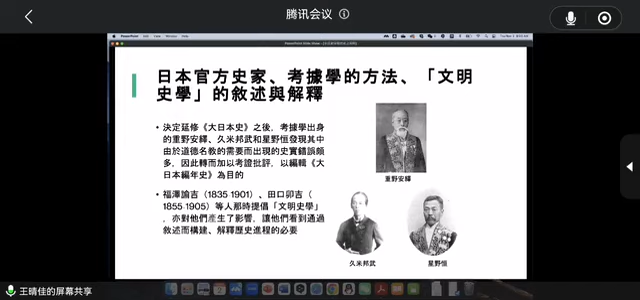 腾讯会议
日本官方史家、考據學的方法、「文明
史學」的敘述與解釋
• 決定延修《大日本史》之後，考據學出身
的重野安繹、久米邦武和星野恒發現其中
由於道德名教的需要而出現的史實錯誤頗
多，因此轉而加以考證批評，以編輯《大
日本編年史》為目的
• 福澤諭吉（1835-1901）、田口卯吉（
1855-1905）等人那時提倡「文明史學」
，亦對他們產生了影響，讓他們看到通過
敘述而構建、解釋歷史進程的必要
重野安繹
久米邦武
星野恒
王晴佳的屏幕共享